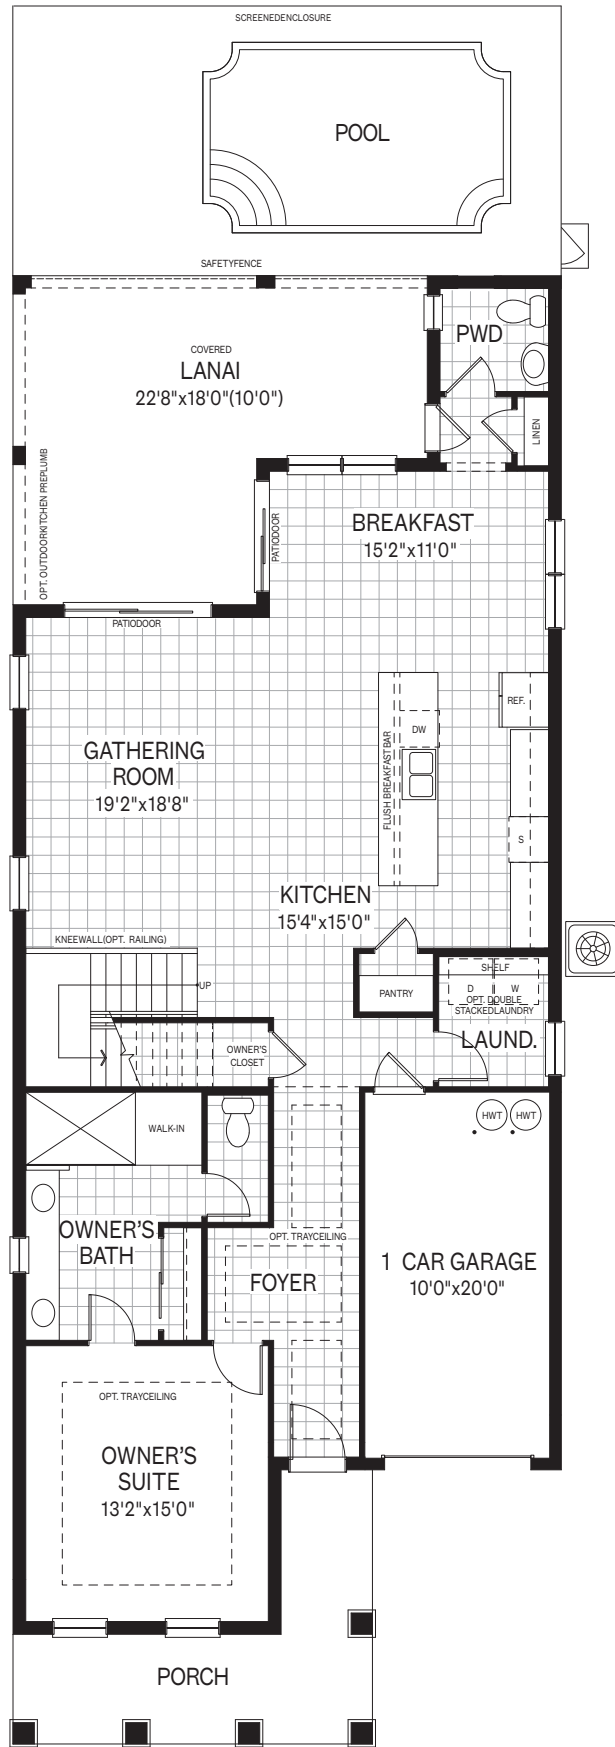 SCREENEDENCLOSURE
POOL
SAFETYFENCE
PWD
COVERED
LANAI
22'8"x18'0"(10'0")
LINEN
OPT. OUTDOORKITCHEN PREPLUMB
PATIODOOR
BREAKFAST
15'2"x11'0"
PATIODOOR
REF.
DW
FLUSH BREAKFAST BAR
GATHERING
ROOM
19'2"x18'8"
S
KITCHEN
15'4"x15'0"
KNEEWALL(OPT. RAILING)
UP
PANTRY
SHELF
D W
OPT. DOUBLE
STACKEDLAUNDRY
LAUND.
OWNER'S
CLOSET
WALK-IN
HWT HWT
OWNER'S
BATH
OPT. TRAYCEILING
FOYER
1 CAR GARAGE
10'0"x20'0"
OPT. TRAYCEILING
OWNER'S
SUITE
13'2"x15'0"
PORCH